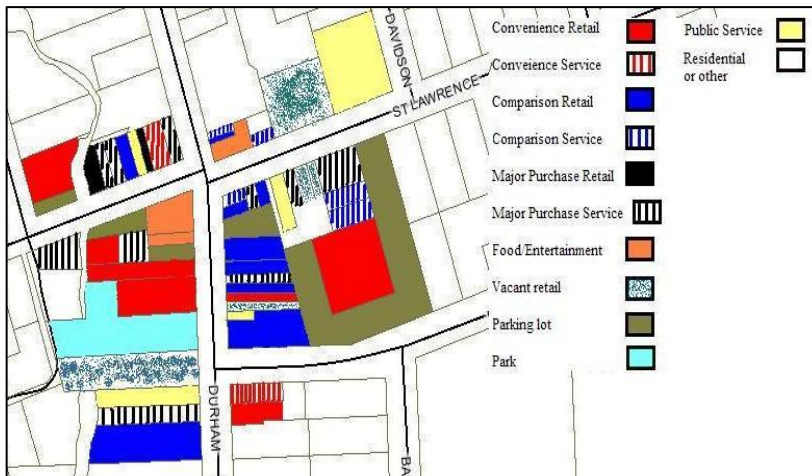 Convenience Retail
Conveience Service
Comparison Retail
Comparison Service
Major Purchase Retail
Major Purchase Service
Food/Entertainment
Vacant retail
Parking lot
Park
Public Service
Residential
or other
DAVIDSON
ST LAWRENCE
DURHAM
BA